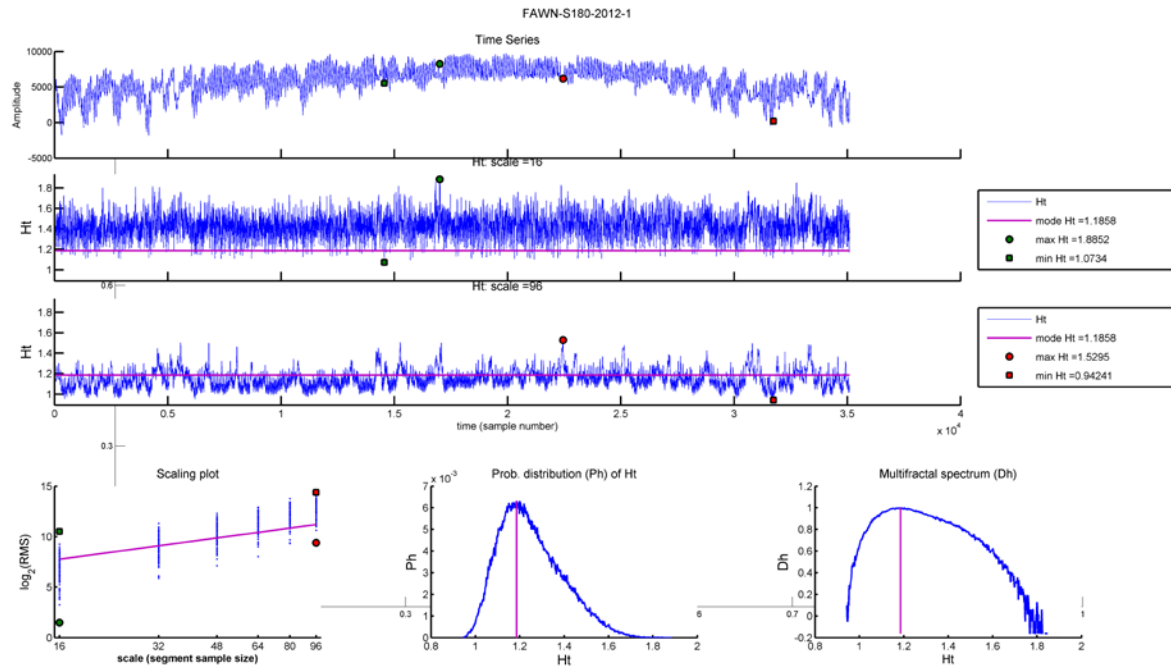 FAWN-S180-2012-1
Time Series
Amplitude
10000
5000
0
-5000
Ht: scale =16
Ht
1.8
1.6
1.4
1.2
1
Ht
mode Ht =1.1858
max Ht =1.8852
min Ht =1.0734
0.6
Ht: scale =96
Ht
1.8
1.6
1.4
1.2
1
Ht
mode Ht =1.1858
max Ht =1.5295
min Ht =0.94241
0 0.5 1 1.5 2 2.5 3 3.5 4
time (sample number)
x 10⁴
0.3
Scaling plot
log₂(RMS)
15
10
5
0
16 32 48 64 80 96
scale (segment sample size)
Prob. distribution (Ph) of Ht
x 10⁻³
Ph
7
6
5
4
3
2
1
0
0.8 1 1.2 1.4 1.6 1.8 2
Ht
0.3
6
Multifractal spectrum (Dh)
Dh
1.2
1
0.8
0.6
0.4
0.2
0
-0.2
0.8 1 1.2 1.4 1.6 1.8 2
Ht
0.7
1